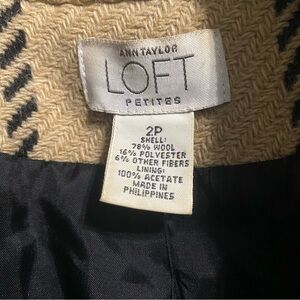 ANN TAYLOR
LOFT
PETITES
2P
SHELL:
78% WOOL
16% POLYESTER
6% OTHER FIBERS
LINING:
100% ACETATE
MADE IN
PHILIPPINES